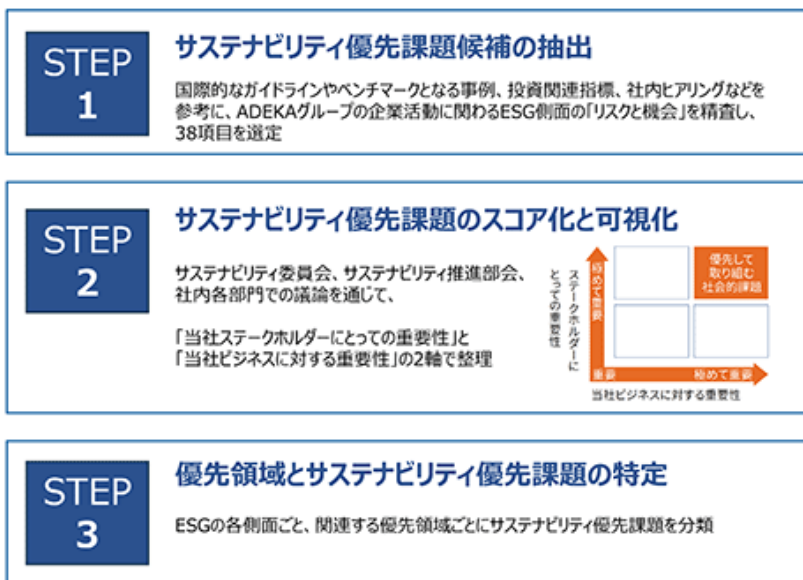 STEP
1
サステナビリティ優先課題候補の抽出
国際的なガイドラインやベンチマークとなる事例、投資関連指標、社内ヒアリングなどを
参考に、ADEKAグループの企業活動に関わるESG側面の「リスクと機会」を精査し、
38項目を選定
STEP
2
サステナビリティ優先課題のスコア化と可視化
サステナビリティ委員会、サステナビリティ推進部会、
社内各部門での議論を通じて、
「当社ステークホルダーにとっての重要性」と
「当社ビジネスに対する重要性」の2軸で整理
ステークホルダーに
とっての重要性
極めて重要
優先して
取り組む
社会的課題
重要
極めて重要
当社ビジネスに対する重要性
STEP
3
優先領域とサステナビリティ優先課題の特定
ESGの各側面ごと、関連する優先領域ごとにサステナビリティ優先課題を分類